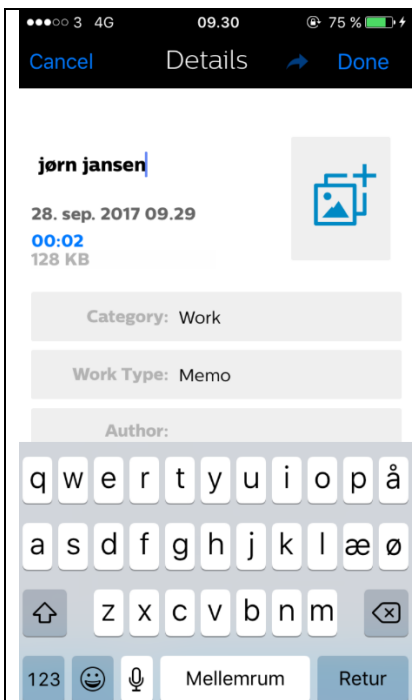 3 4G 09.30 75 %
Cancel Details Done
jørn jansen
28. sep. 2017 09.29
00:02
128 KB
Category: Work
Work Type: Memo
Author:
q w e r t y u i o p å
a s d f g h j k l æ ø
z x c v b n m
123 Mellemrum Retur